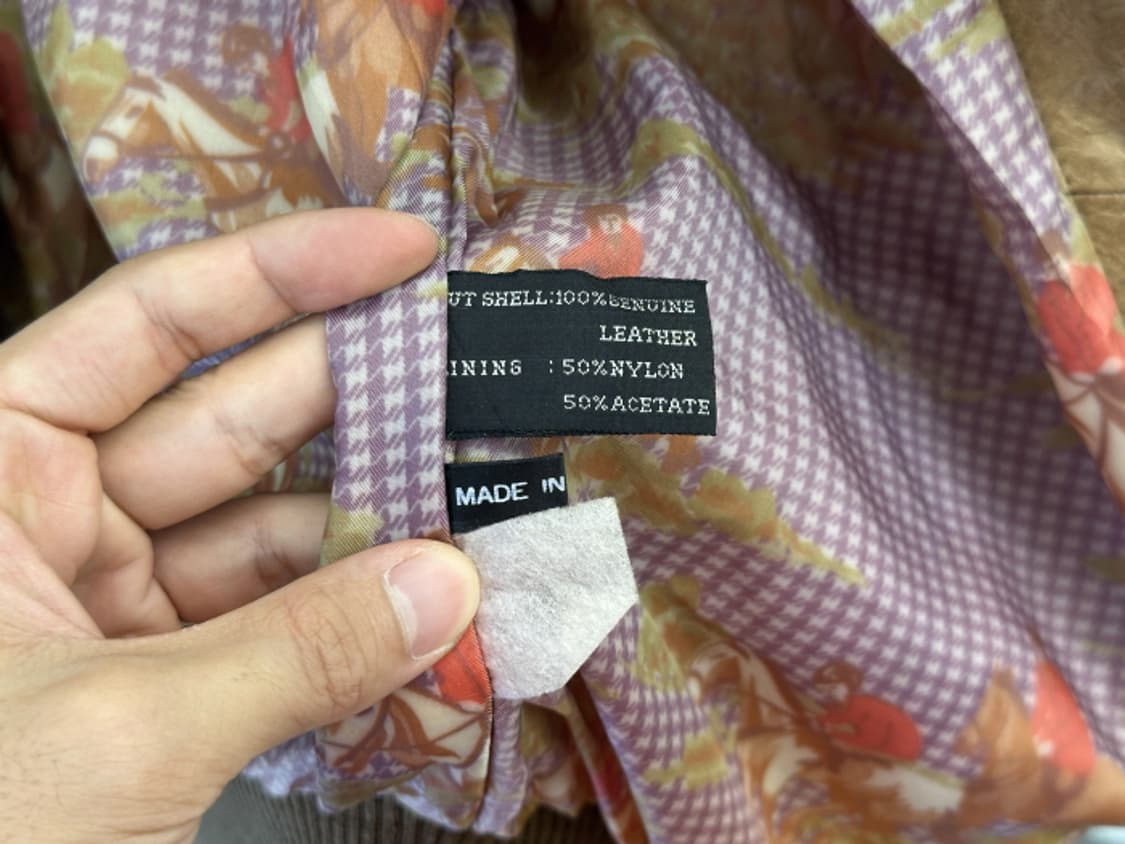 UT SHELL:100%GENUINE
LEATHER
INING : 50%NYLON
50%ACETATE
MADE IN